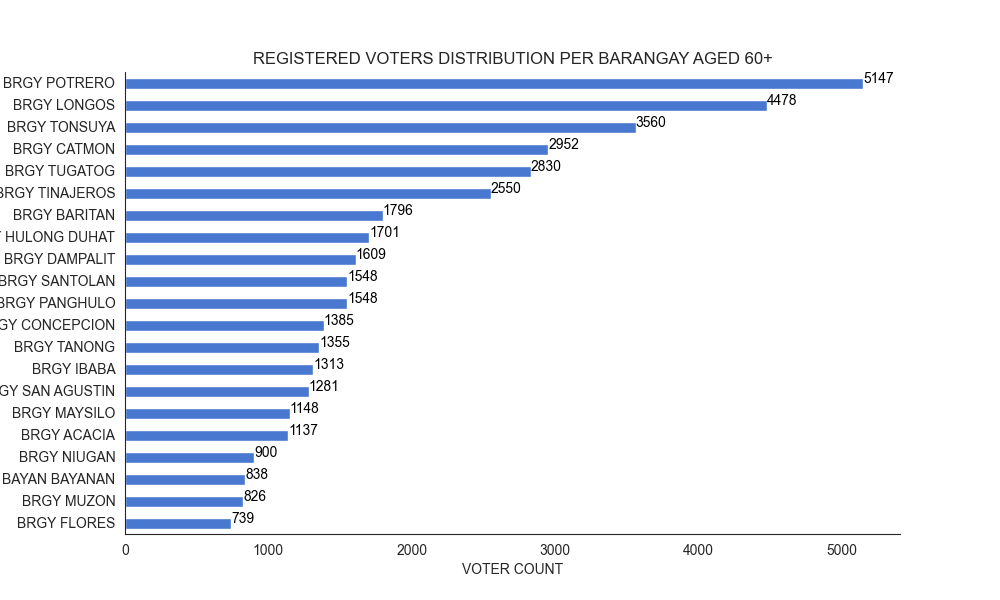 REGISTERED VOTERS DISTRIBUTION PER BARANGAY AGED 60+
BRGY POTRERO 5147
BRGY LONGOS 4478
BRGY TONSUYA 3560
BRGY CATMON 2952
BRGY TUGATOG 2830
BRGY TINAJEROS 2550
BRGY BARITAN 1796
HULONG DUHAT 1701
BRGY DAMPALIT 1609
BRGY SANTOLAN 1548
BRGY PANGHULO 1548
GY CONCEPCION 1385
BRGY TANONG 1355
BRGY IBABA 1313
GY SAN AGUSTIN 1281
BRGY MAYSILO 1148
BRGY ACACIA 1137
BRGY NIUGAN 900
BAYAN BAYANAN 838
BRGY MUZON 826
BRGY FLORES 739
0 1000 2000 3000 4000 5000
VOTER COUNT